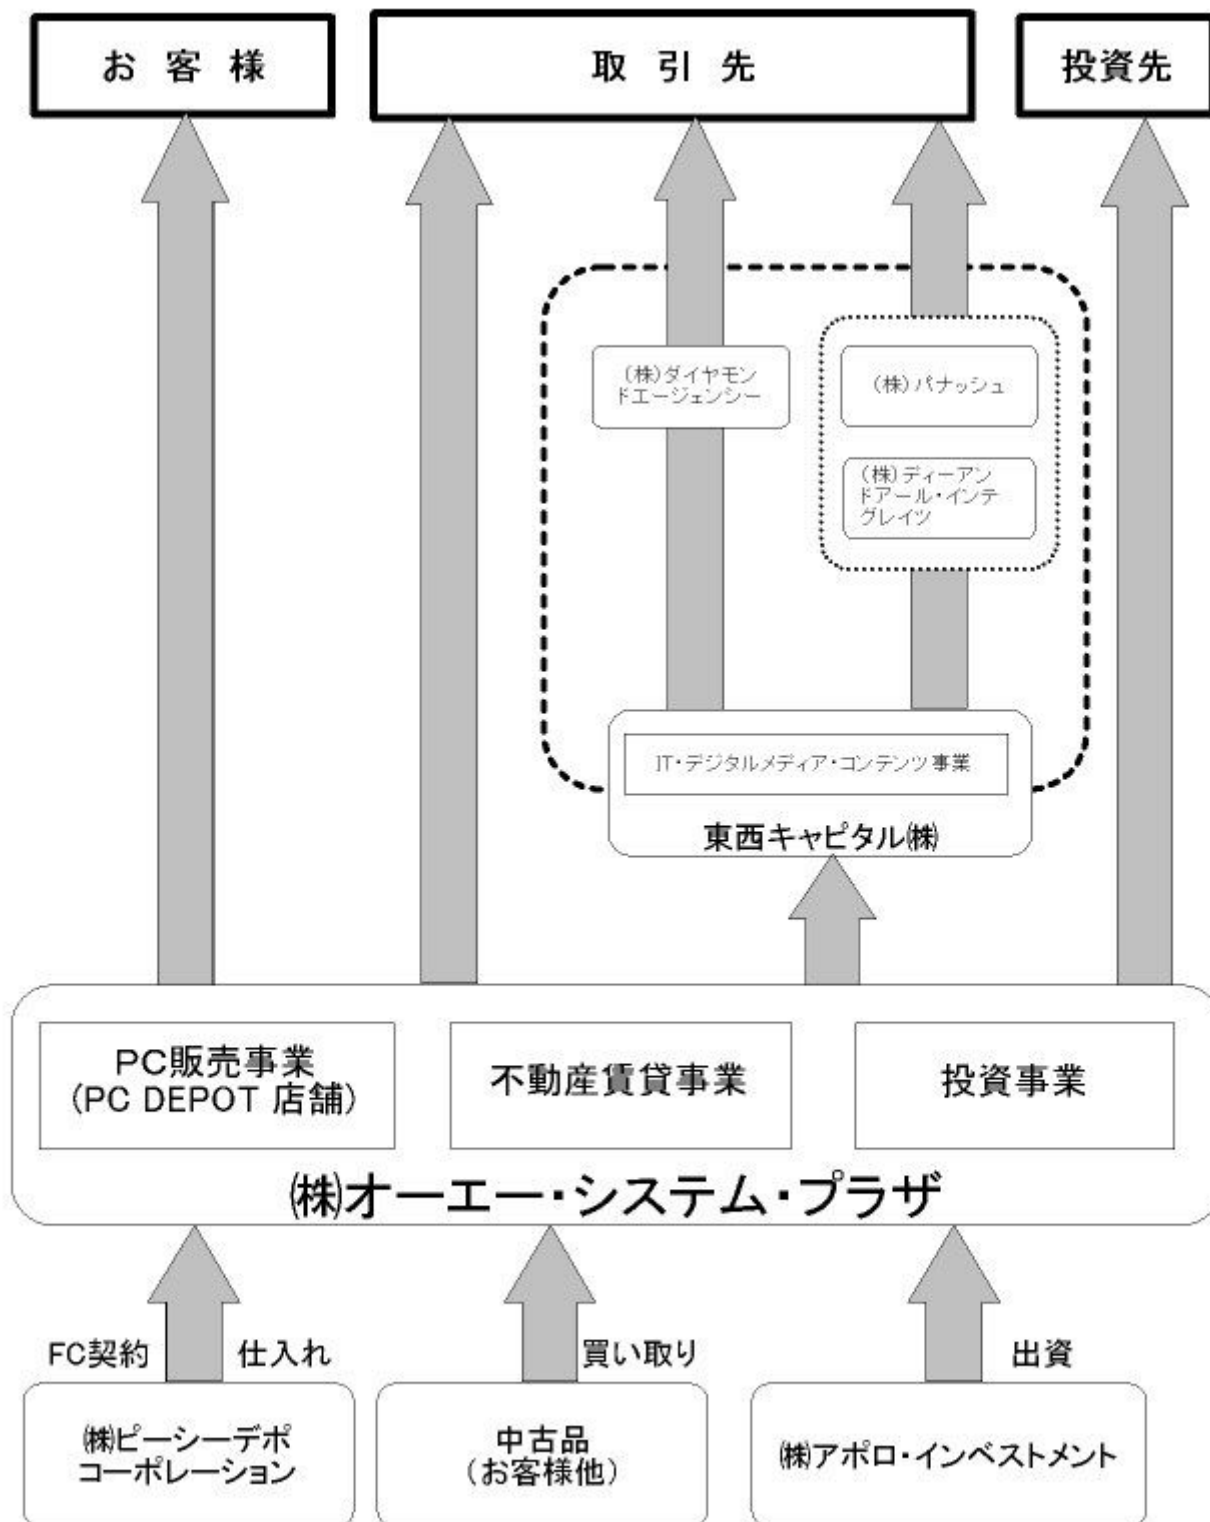 お 客 様
取 引 先
投資先
(株)ダイヤモン
ドエージェンシー
(株)パナッシュ
(株)ディーアン
ドアール・インテ
グレイツ
IT・デジタルメディア・コンテンツ事業
東西キャピタル㈱
PC販売事業
(PC DEPOT 店舗)
不動産賃貸事業
投資事業
㈱オーエー・システム・プラザ
FC契約
仕入れ
買い取り
出資
㈱ピーシーデポ
コーポレーション
中古品
(お客様他)
㈱アポロ・インベストメント